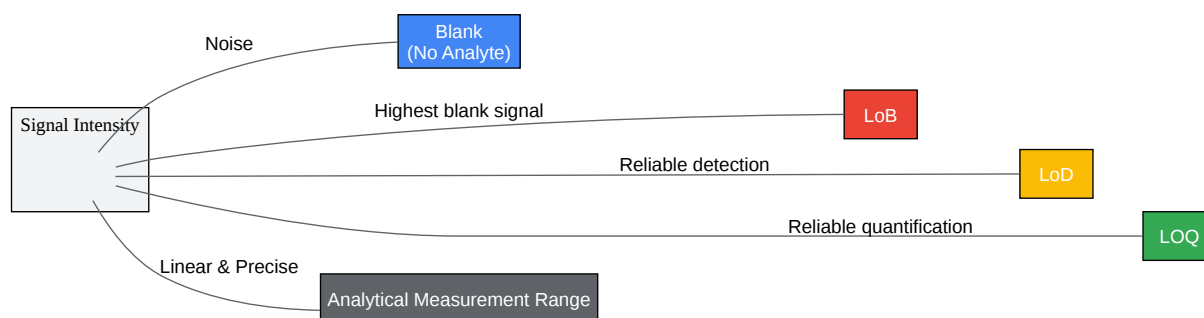 Noise
Blank
(No Analyte)
Signal Intensity
Highest blank signal
LoB
Reliable detection
LoD
Reliable quantification
LOQ
Linear & Precise
Analytical Measurement Range